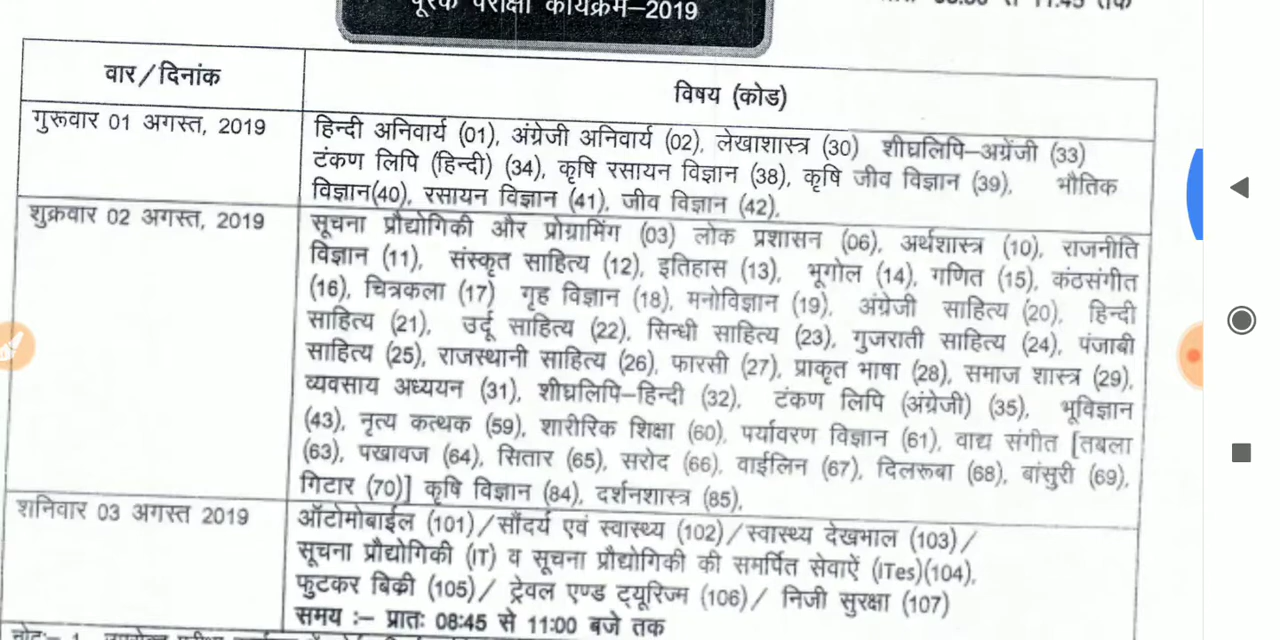 पूरक परीक्षा कार्यक्रम–2019
से 11:45 तक
वार/दिनांक
विषय (कोड)
गुरूवार 01 अगस्त, 2019
हिन्दी अनिवार्य (01), अंग्रेजी अनिवार्य (02), लेखाशास्त्र (30) शीघ्रलिपि–अग्रेंजी (33)
टंकण लिपि (हिन्दी) (34), कृषि रसायन विज्ञान (38), कृषि जीव विज्ञान (39), भौतिक
विज्ञान(40), रसायन विज्ञान (41), जीव विज्ञान (42),
शुक्रवार 02 अगस्त, 2019
सूचना प्रौद्योगिकी और प्रोग्रामिंग (03) लोक प्रशासन (06), अर्थशास्त्र (10), राजनीति
विज्ञान (11), संस्कृत साहित्य (12), इतिहास (13), भूगोल (14), गणित (15), कंठसंगीत
(16), चित्रकला (17) गृह विज्ञान (18), मनोविज्ञान (19), अंग्रेजी साहित्य (20), हिन्दी
साहित्य (21), उर्दू साहित्य (22), सिन्धी साहित्य (23), गुजराती साहित्य (24), पंजाबी
साहित्य (25), राजस्थानी साहित्य (26), फारसी (27), प्राकृत भाषा (28), समाज शास्त्र (29),
व्यवसाय अध्ययन (31), शीघ्रलिपि–हिन्दी (32), टंकण लिपि (अंग्रेजी) (35), भूविज्ञान
(43), नृत्य कत्थक (59), शारीरिक शिक्षा (60), पर्यावरण विज्ञान (61), वाद्य संगीत [तबला
(63), पखावज (64), सितार (65), सरोद (66), वाईलिन (67), दिलरूबा (68), बांसुरी (69),
गिटार (70)] कृषि विज्ञान (84), दर्शनशास्त्र (85),
शनिवार 03 अगस्त 2019
ऑटोमोबाईल (101)/सौंदर्य एवं स्वास्थ्य (102)/स्वास्थ्य देखभाल (103)/
सूचना प्रौद्योगिकी (IT) व सूचना प्रौद्योगिकी की समर्पित सेवाऐं (ITes)(104),
फुटकर बिक्री (105)/ ट्रेवल एण्ड ट्यूरिज्म (106)/ निजी सुरक्षा (107)
समय :– प्रातः 08:45 से 11:00 बजे तक